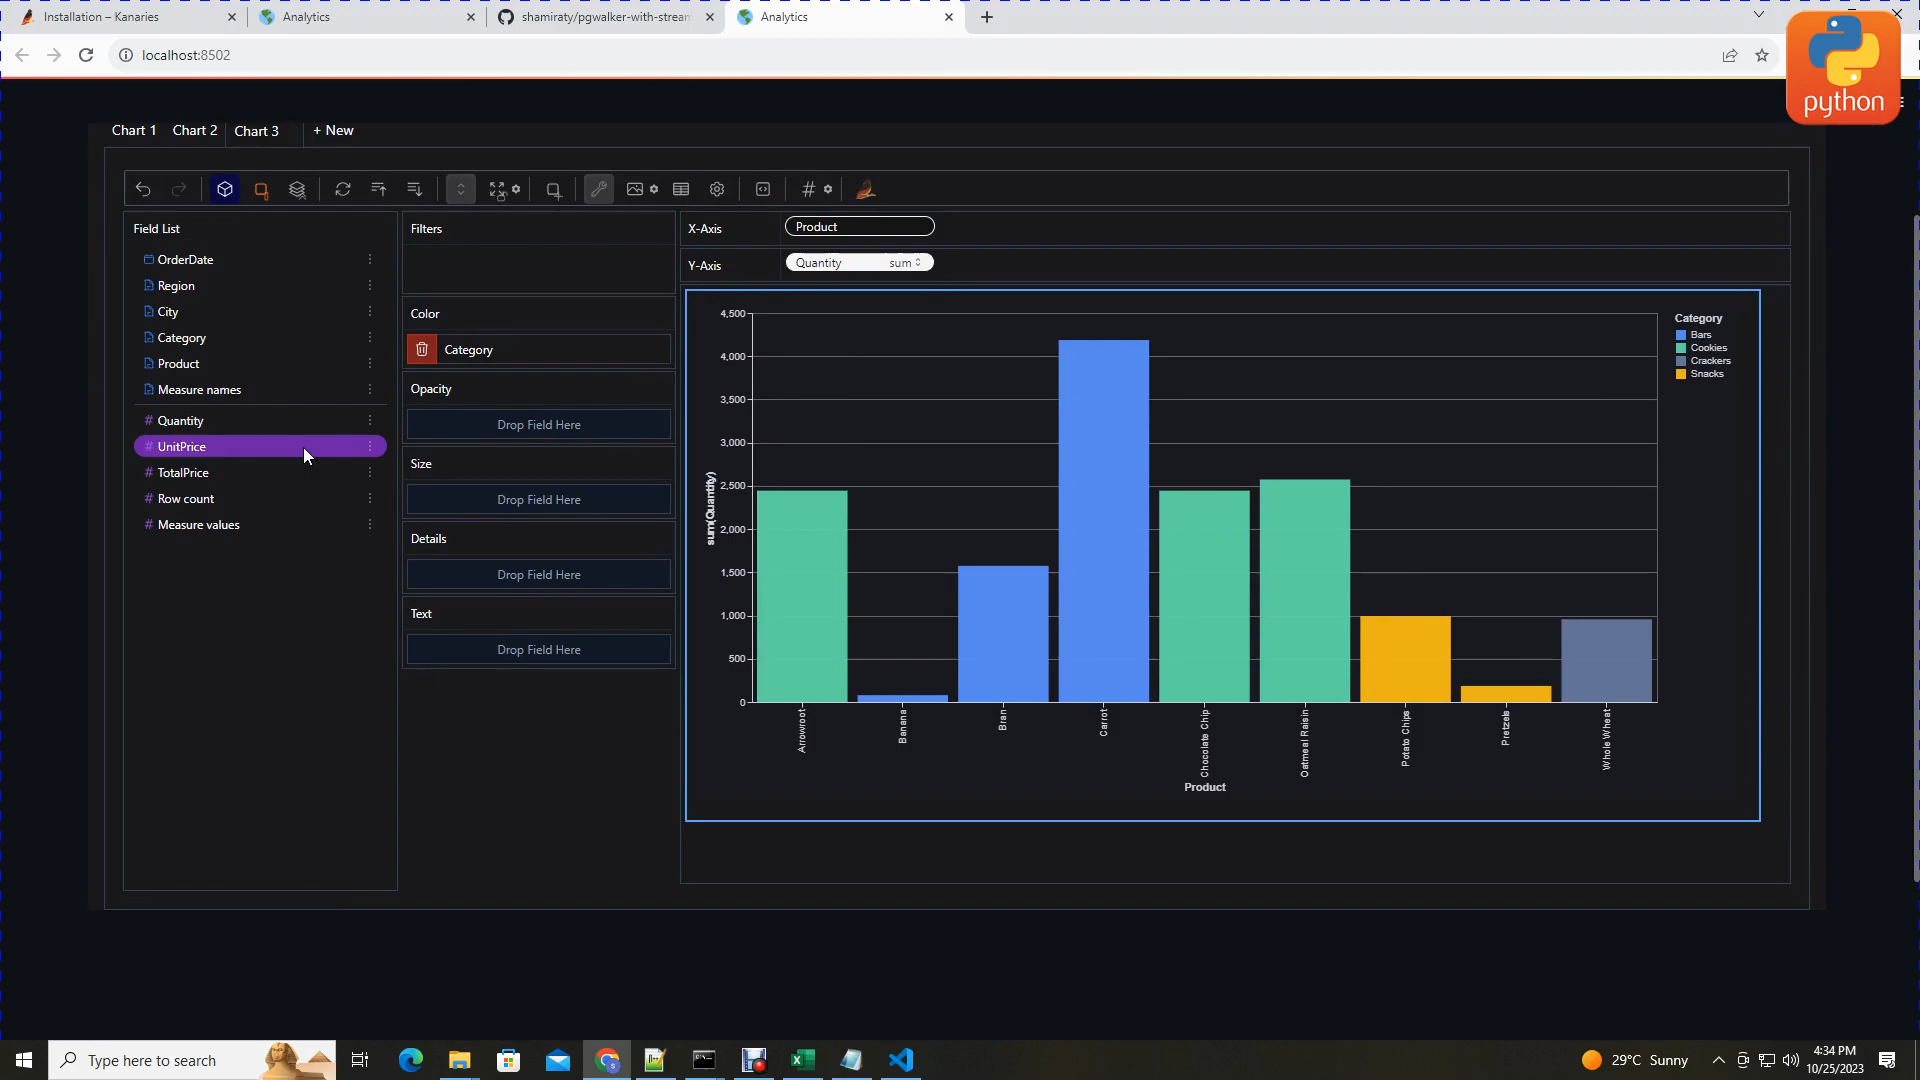 Installation – Kanaries
Analytics
shamiraty/pgwalker-with-stream
Analytics
localhost:8502
python
Chart 1
Chart 2
Chart 3
+ New
Field List
OrderDate
Region
City
Category
Product
Measure names
# Quantity
# UnitPrice
# TotalPrice
# Row count
# Measure values
Filters
Color
Category
Opacity
Drop Field Here
Size
Drop Field Here
Details
Drop Field Here
Text
Drop Field Here
X-Axis
Product
Y-Axis
Quantity sum
4,500
4,000
3,500
3,000
2,500
2,000
1,500
1,000
500
0
sum(Quantity)
Arrowroot
Banana
Bran
Carrot
Chocolate Chip
Oatmeal Raisin
Potato Chips
Pretzels
Whole Wheat
Product
Category
Bars
Cookies
Crackers
Snacks
Type here to search
29°C Sunny
4:34 PM
10/25/2023